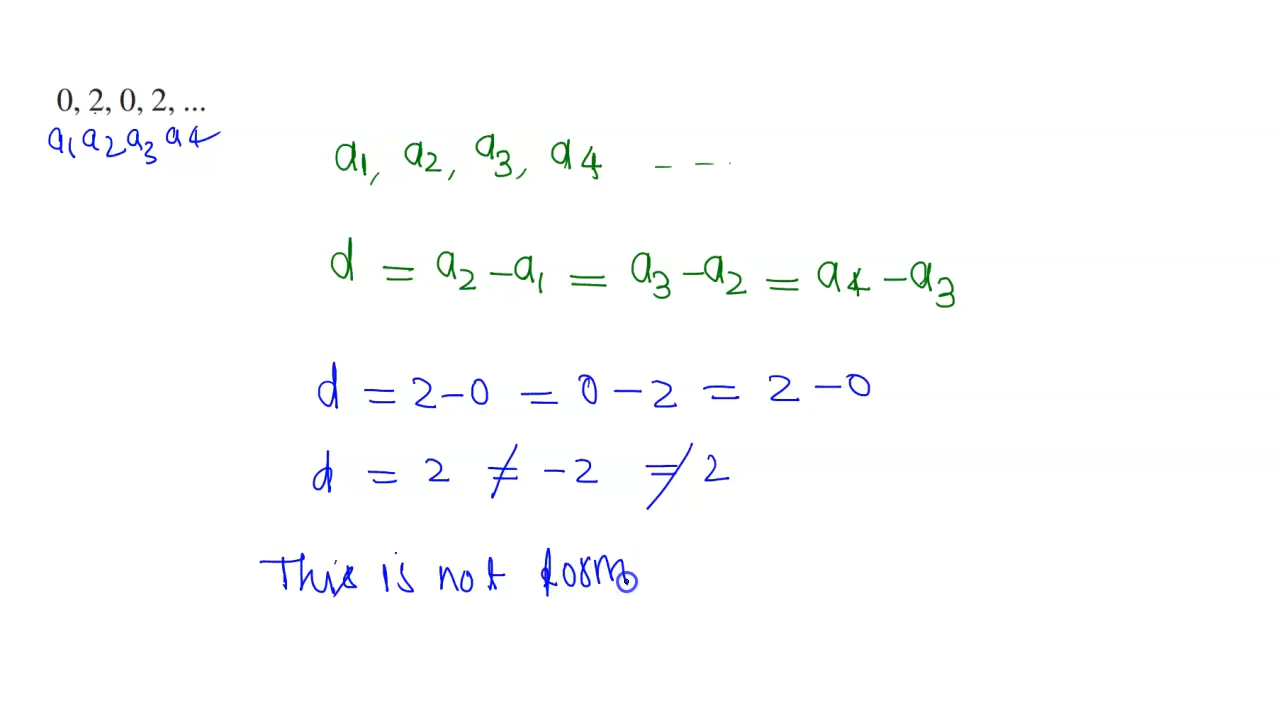 0, 2, 0, 2, ...
a₁ a₂ a₃ a₄
a₁, a₂, a₃, a₄ - - -
d = a₂ - a₁ = a₃ - a₂ = a₄ - a₃
d = 2 - 0 = 0 - 2 = 2 - 0
d = 2 ≠ -2 ≠ 2
This is not form